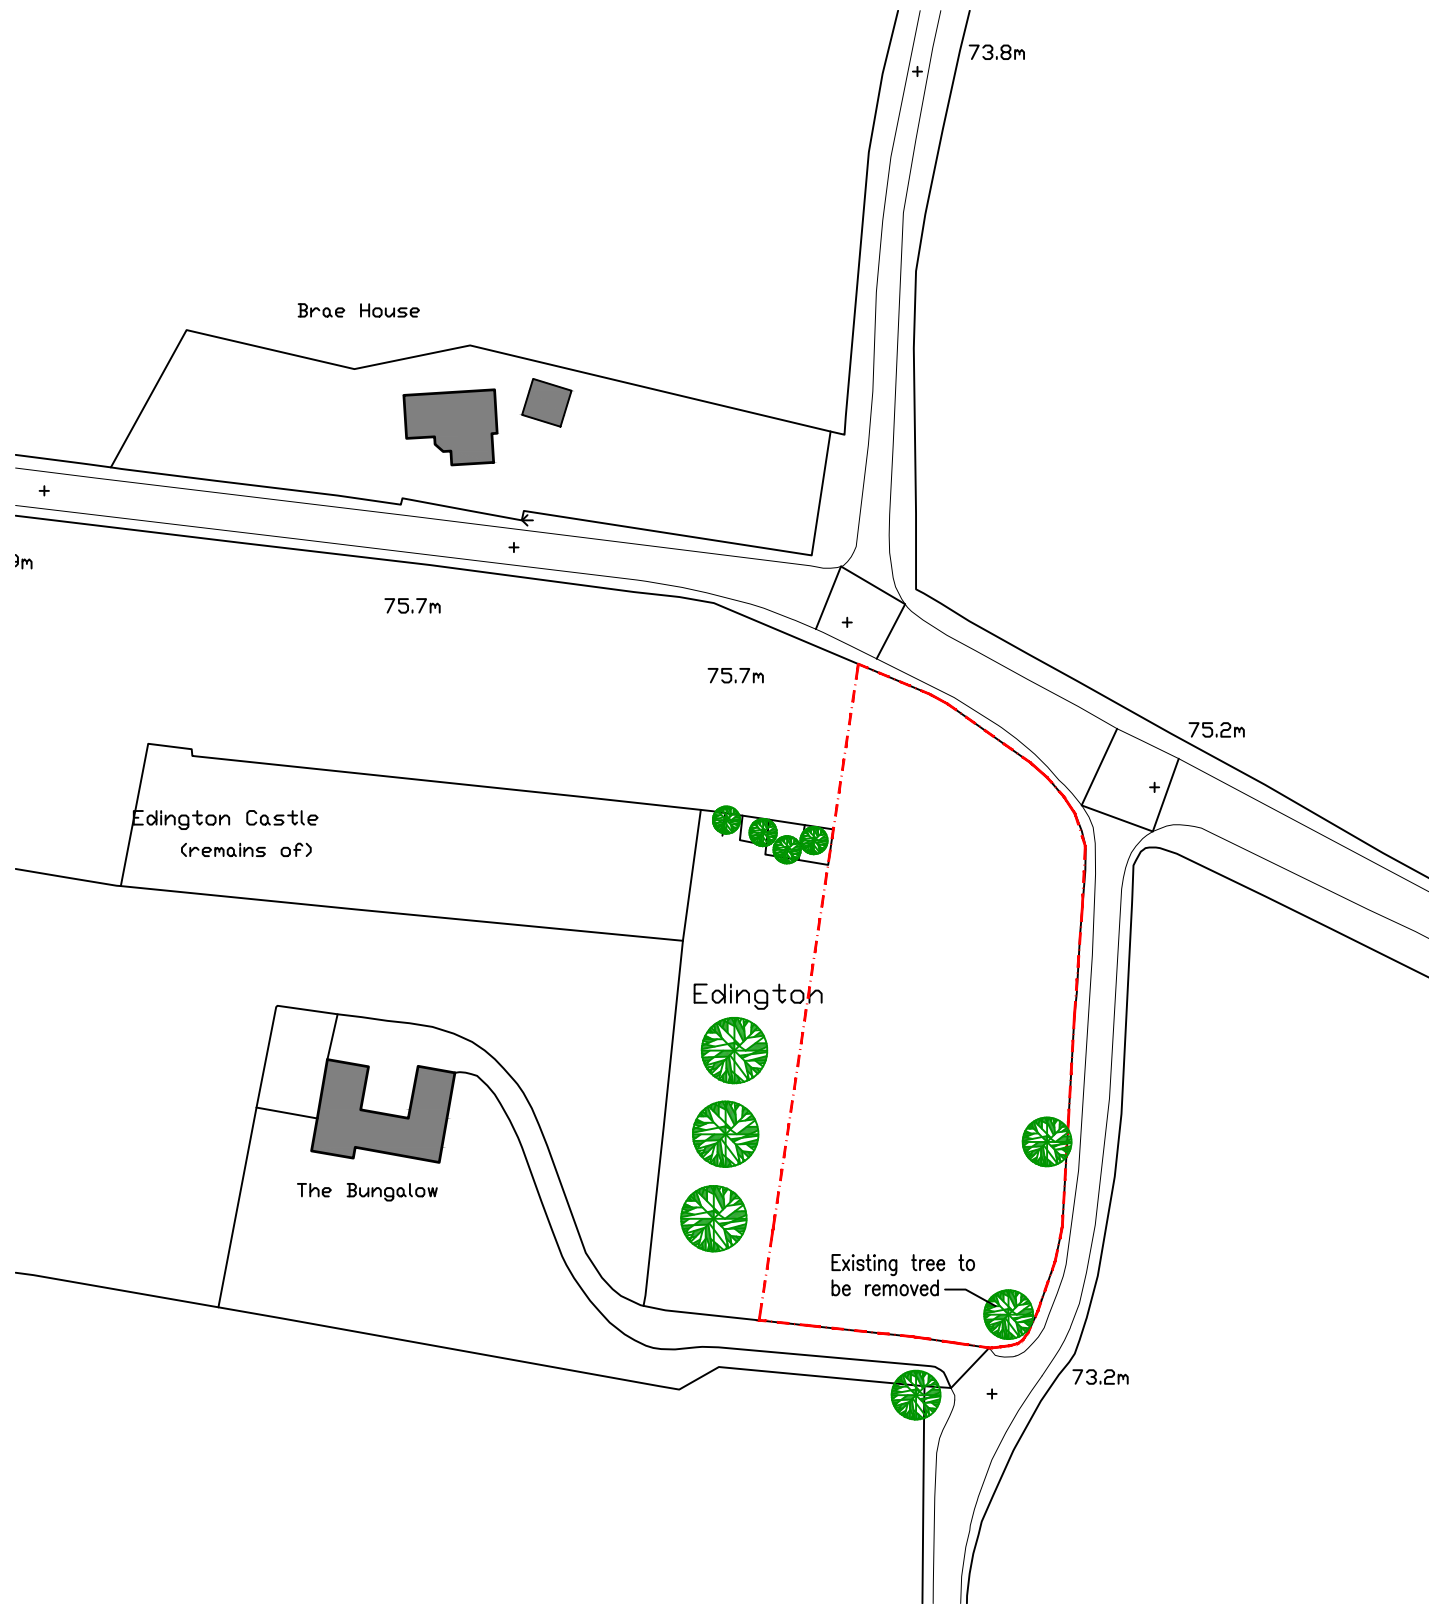 73.8m
Brae House
75.7m
75.7m
75.2m
Edington Castle
(remains of)
Edington
The Bungalow
Existing tree to
be removed
73.2m